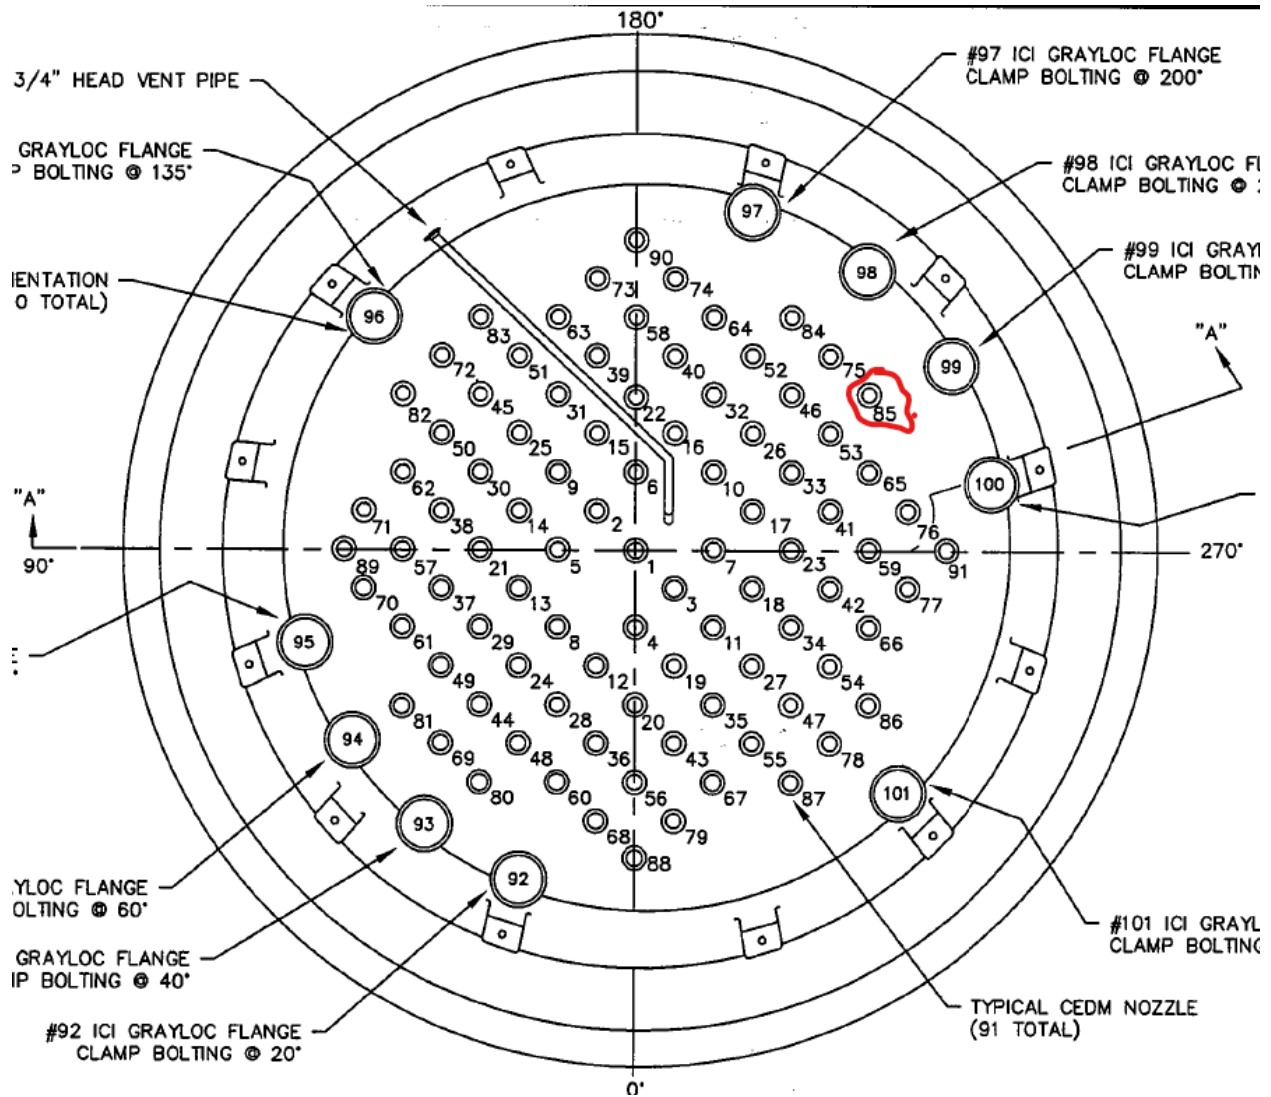 180°
#97 ICI GRAYLOC FLANGE
CLAMP BOLTING @ 200°
3/4" HEAD VENT PIPE
GRAYLOC FLANGE
P BOLTING @ 135°
#98 ICI GRAYLOC FL
CLAMP BOLTING @
97
#99 ICI GRAY
CLAMP BOLTIN
90
98
IENTATION
0 TOTAL)
73 74
96
83 63 58 64 84
"A"
72 51 39 40 52 75
99
82 45 31 22 32 46 85
50 25 15 16 26 53
62 30 9 6 10 33 65
100
"A"
71 38 14 2 17 41 76
90°
89 57 21 5 1 7 23 59 91
270°
70 37 13 3 18 42 77
61 29 8 4 11 34 66
95
E
49 24 12 19 27 54
81 44 28 20 35 47 86
94
69 48 36 43 55 78
80 60 56 67 87
101
93
68 79
88
92
YLOC FLANGE
OLTING @ 60°
#101 ICI GRAYL
CLAMP BOLTING
GRAYLOC FLANGE
IP BOLTING @ 40°
TYPICAL CEDM NOZZLE
(91 TOTAL)
#92 ICI GRAYLOC FLANGE
CLAMP BOLTING @ 20°
0°